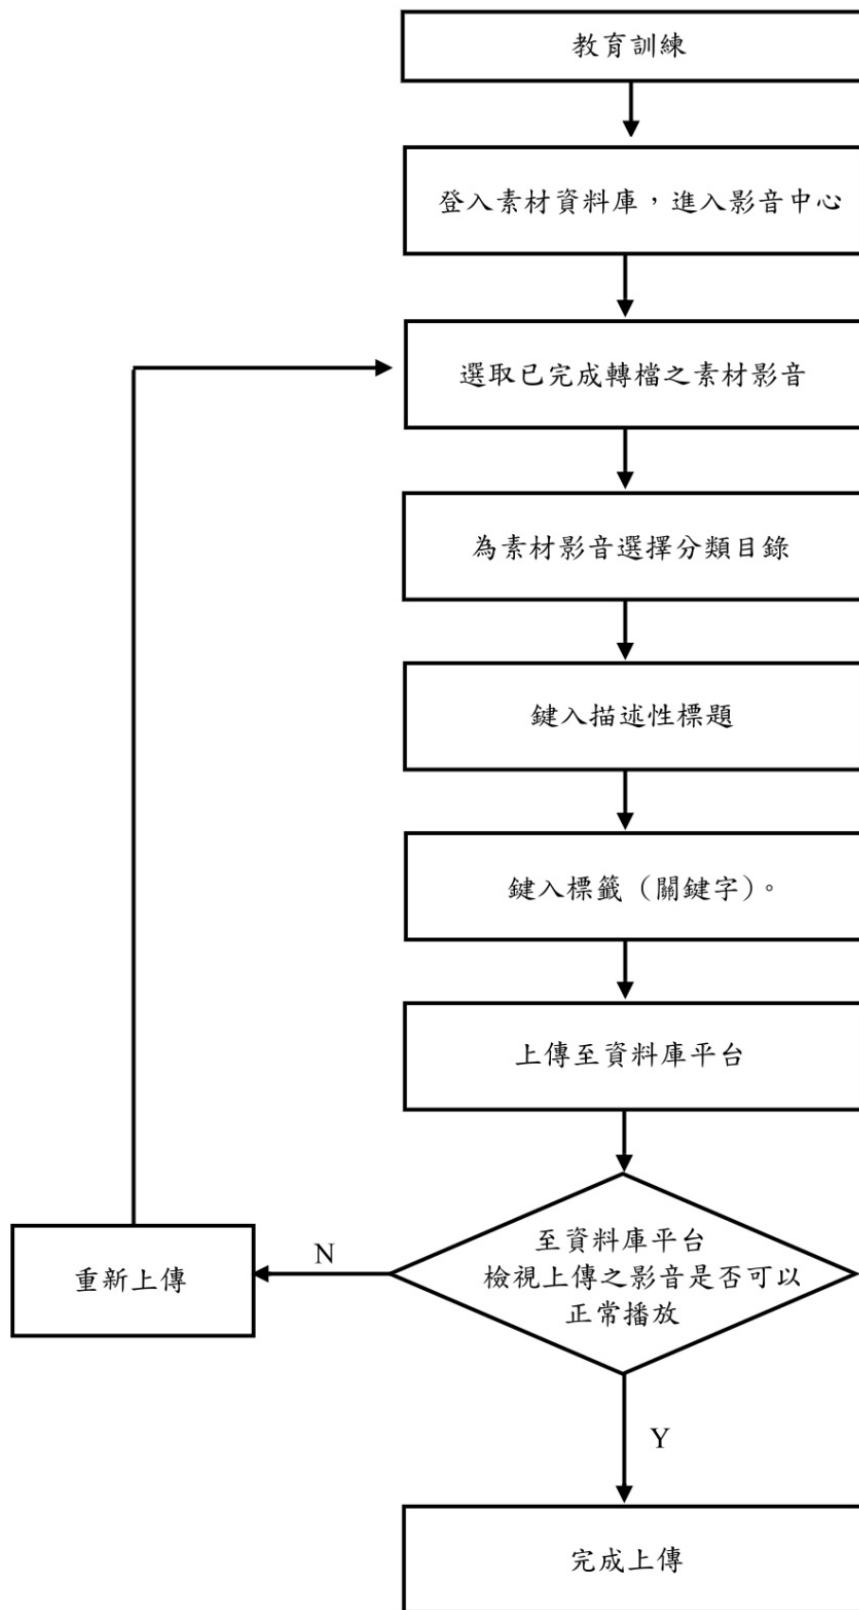 教育訓練
登入素材資料庫，進入影音中心
選取已完成轉檔之素材影音
為素材影音選擇分類目錄
鍵入描述性標題
鍵入標籤（關鍵字）。
上傳至資料庫平台
至資料庫平台
檢視上傳之影音是否可以
正常播放
N
重新上傳
Y
完成上傳